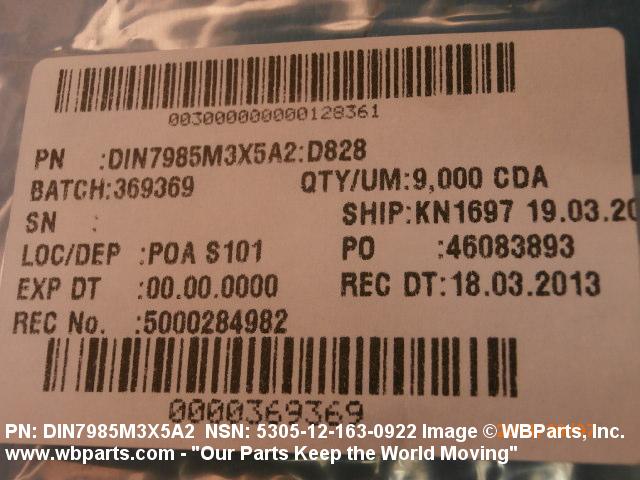 003000000000128361
PN :DIN7985M3X5A2:D828
BATCH:369369 QTY/UM:9,000 CDA
SN : SHIP:KN1697 19.03.20
LOC/DEP :POA S101 PO :46083893
EXP DT :00.00.0000 REC DT:18.03.2013
REC No. :5000284982
0000369369
PN: DIN7985M3X5A2 NSN: 5305-12-163-0922 Image © WBParts, Inc.
www.wbparts.com - "Our Parts Keep the World Moving"